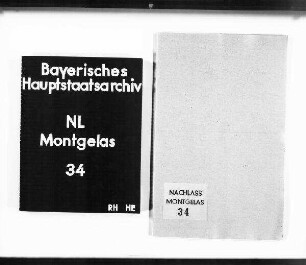 Bayerisches
Hauptstaatsarchiv
NL
Montgelas
34
RH HE
NACHLASS
MONTGELAS
34